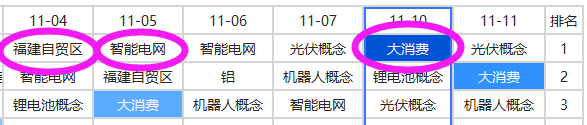 11-04 11-05 11-06 11-07 11-10 11-11 排名
福建自贸区 智能电网 智能电网 光伏概念 大消费 光伏概念 1
智能电网 福建自贸区 铝 机器人概念 锂电池概念 大消费 2
锂电池概念 大消费 机器人概念 智能电网 光伏概念 机器人概念 3